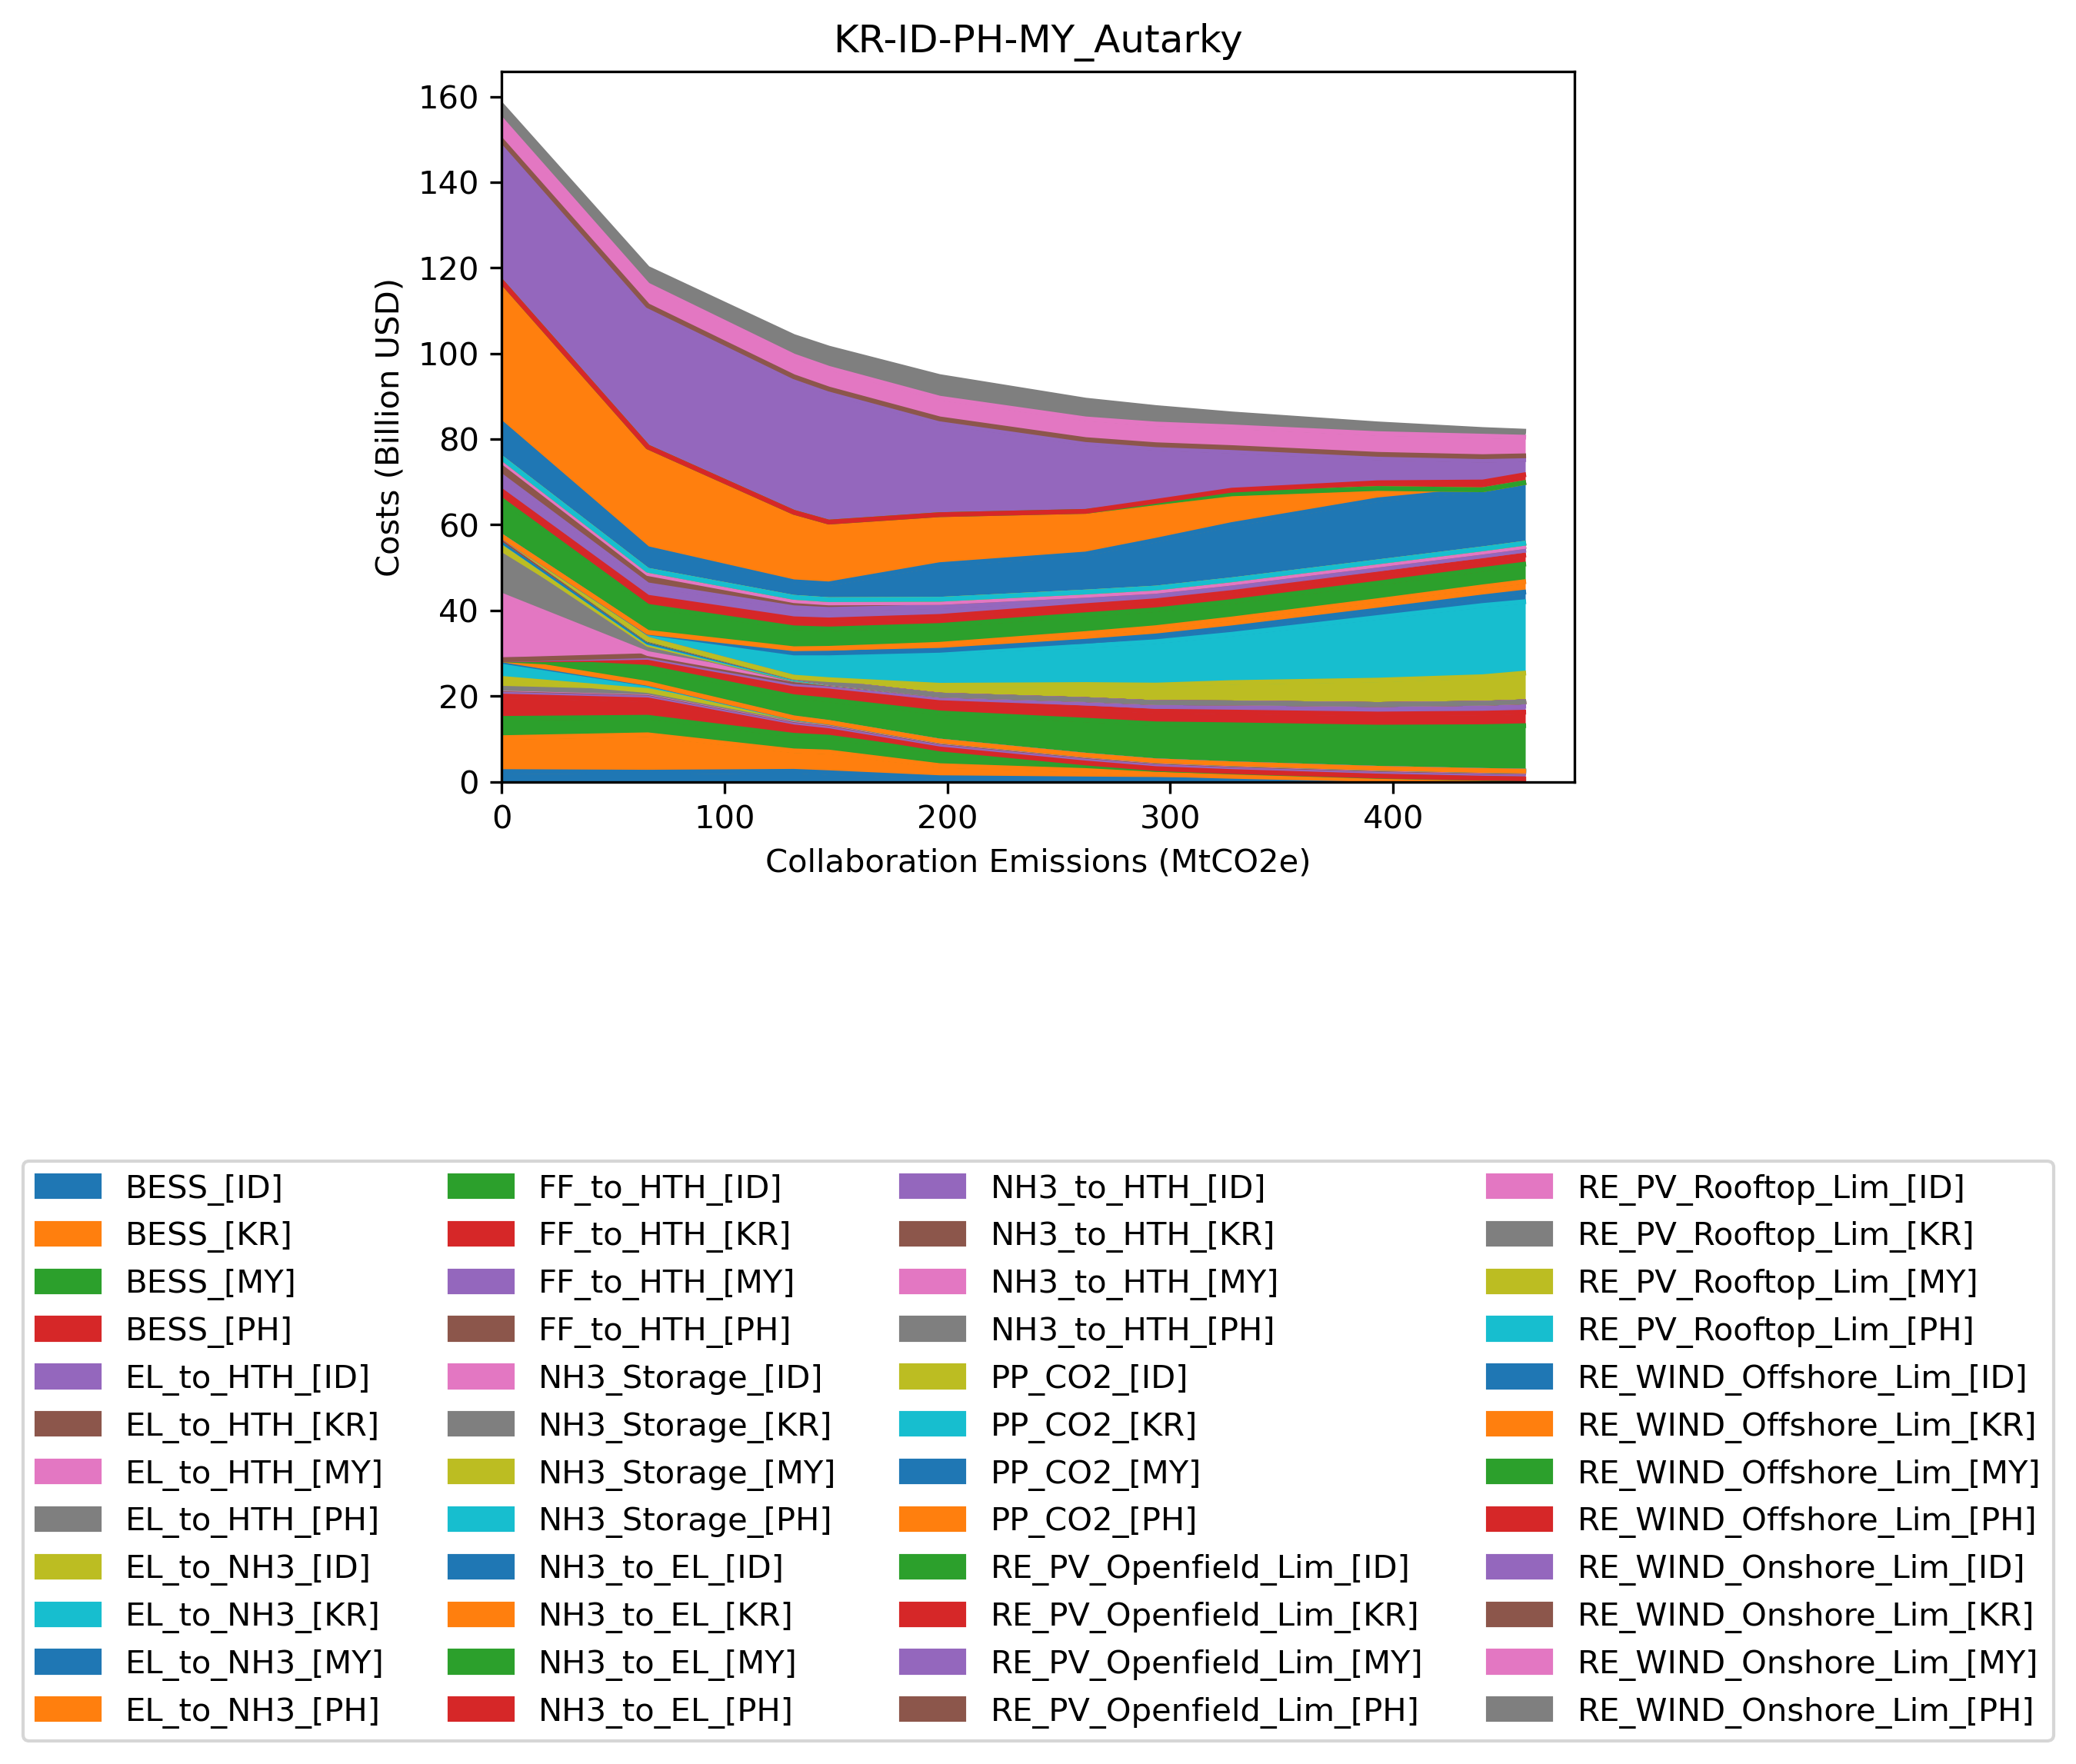 KR-ID-PH-MY_Autarky
160
140
120
100
80
60
40
20
0
Costs (Billion USD)
0 100 200 300 400
Collaboration Emissions (MtCO2e)
BESS_[ID]
BESS_[KR]
BESS_[MY]
BESS_[PH]
EL_to_HTH_[ID]
EL_to_HTH_[KR]
EL_to_HTH_[MY]
EL_to_HTH_[PH]
EL_to_NH3_[ID]
EL_to_NH3_[KR]
EL_to_NH3_[MY]
EL_to_NH3_[PH]
FF_to_HTH_[ID]
FF_to_HTH_[KR]
FF_to_HTH_[MY]
FF_to_HTH_[PH]
NH3_Storage_[ID]
NH3_Storage_[KR]
NH3_Storage_[MY]
NH3_Storage_[PH]
NH3_to_EL_[ID]
NH3_to_EL_[KR]
NH3_to_EL_[MY]
NH3_to_EL_[PH]
NH3_to_HTH_[ID]
NH3_to_HTH_[KR]
NH3_to_HTH_[MY]
NH3_to_HTH_[PH]
PP_CO2_[ID]
PP_CO2_[KR]
PP_CO2_[MY]
PP_CO2_[PH]
RE_PV_Openfield_Lim_[ID]
RE_PV_Openfield_Lim_[KR]
RE_PV_Openfield_Lim_[MY]
RE_PV_Openfield_Lim_[PH]
RE_PV_Rooftop_Lim_[ID]
RE_PV_Rooftop_Lim_[KR]
RE_PV_Rooftop_Lim_[MY]
RE_PV_Rooftop_Lim_[PH]
RE_WIND_Offshore_Lim_[ID]
RE_WIND_Offshore_Lim_[KR]
RE_WIND_Offshore_Lim_[MY]
RE_WIND_Offshore_Lim_[PH]
RE_WIND_Onshore_Lim_[ID]
RE_WIND_Onshore_Lim_[KR]
RE_WIND_Onshore_Lim_[MY]
RE_WIND_Onshore_Lim_[PH]